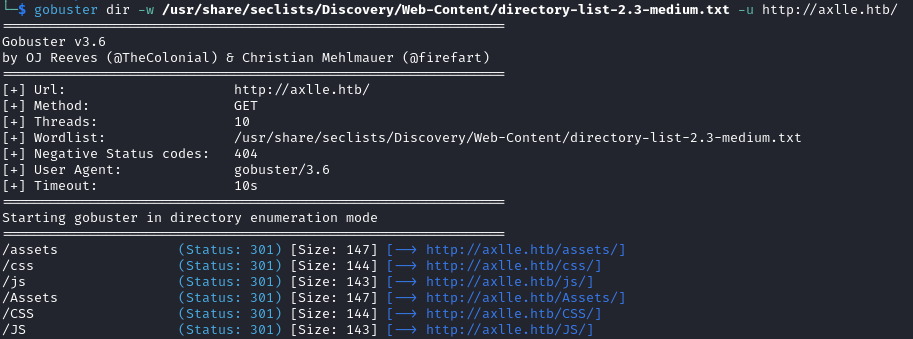 └─$ gobuster dir -w /usr/share/seclists/Discovery/Web-Content/directory-list-2.3-medium.txt -u http://axlle.htb/
===============================================================
Gobuster v3.6
by OJ Reeves (@TheColonial) & Christian Mehlmauer (@firefart)
===============================================================
[+] Url:                     http://axlle.htb/
[+] Method:                  GET
[+] Threads:                 10
[+] Wordlist:                /usr/share/seclists/Discovery/Web-Content/directory-list-2.3-medium.txt
[+] Negative Status codes:   404
[+] User Agent:              gobuster/3.6
[+] Timeout:                 10s
===============================================================
Starting gobuster in directory enumeration mode
===============================================================
/assets               (Status: 301) [Size: 147] [--> http://axlle.htb/assets/]
/css                  (Status: 301) [Size: 144] [--> http://axlle.htb/css/]
/js                   (Status: 301) [Size: 143] [--> http://axlle.htb/js/]
/Assets               (Status: 301) [Size: 147] [--> http://axlle.htb/Assets/]
/CSS                  (Status: 301) [Size: 144] [--> http://axlle.htb/CSS/]
/JS                   (Status: 301) [Size: 143] [--> http://axlle.htb/JS/]